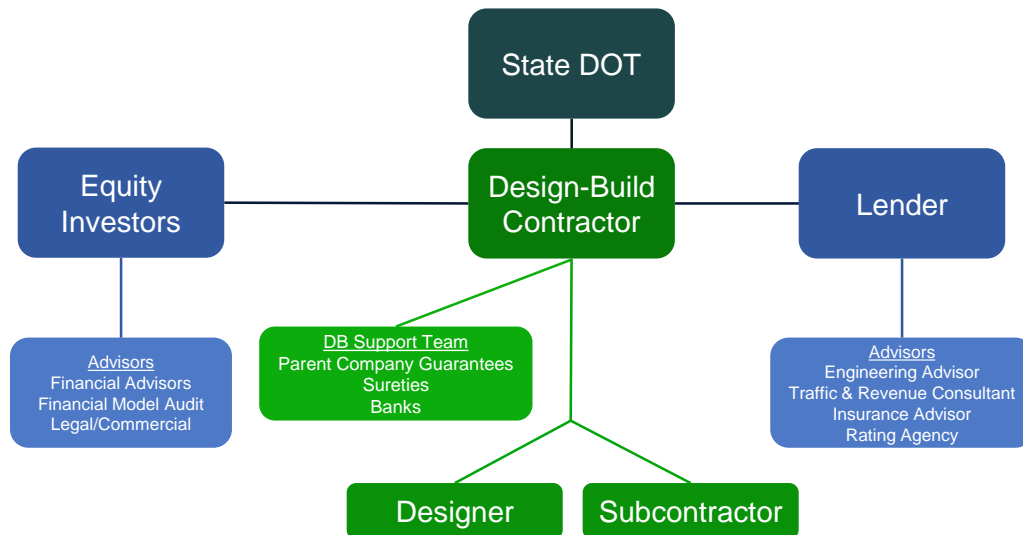 State DOT
Equity
Investors
Design-Build
Contractor
Lender
Advisors
Financial Advisors
Financial Model Audit
Legal/Commercial
DB Support Team
Parent Company Guarantees
Sureties
Banks
Advisors
Engineering Advisor
Traffic & Revenue Consultant
Insurance Advisor
Rating Agency
Designer
Subcontractor